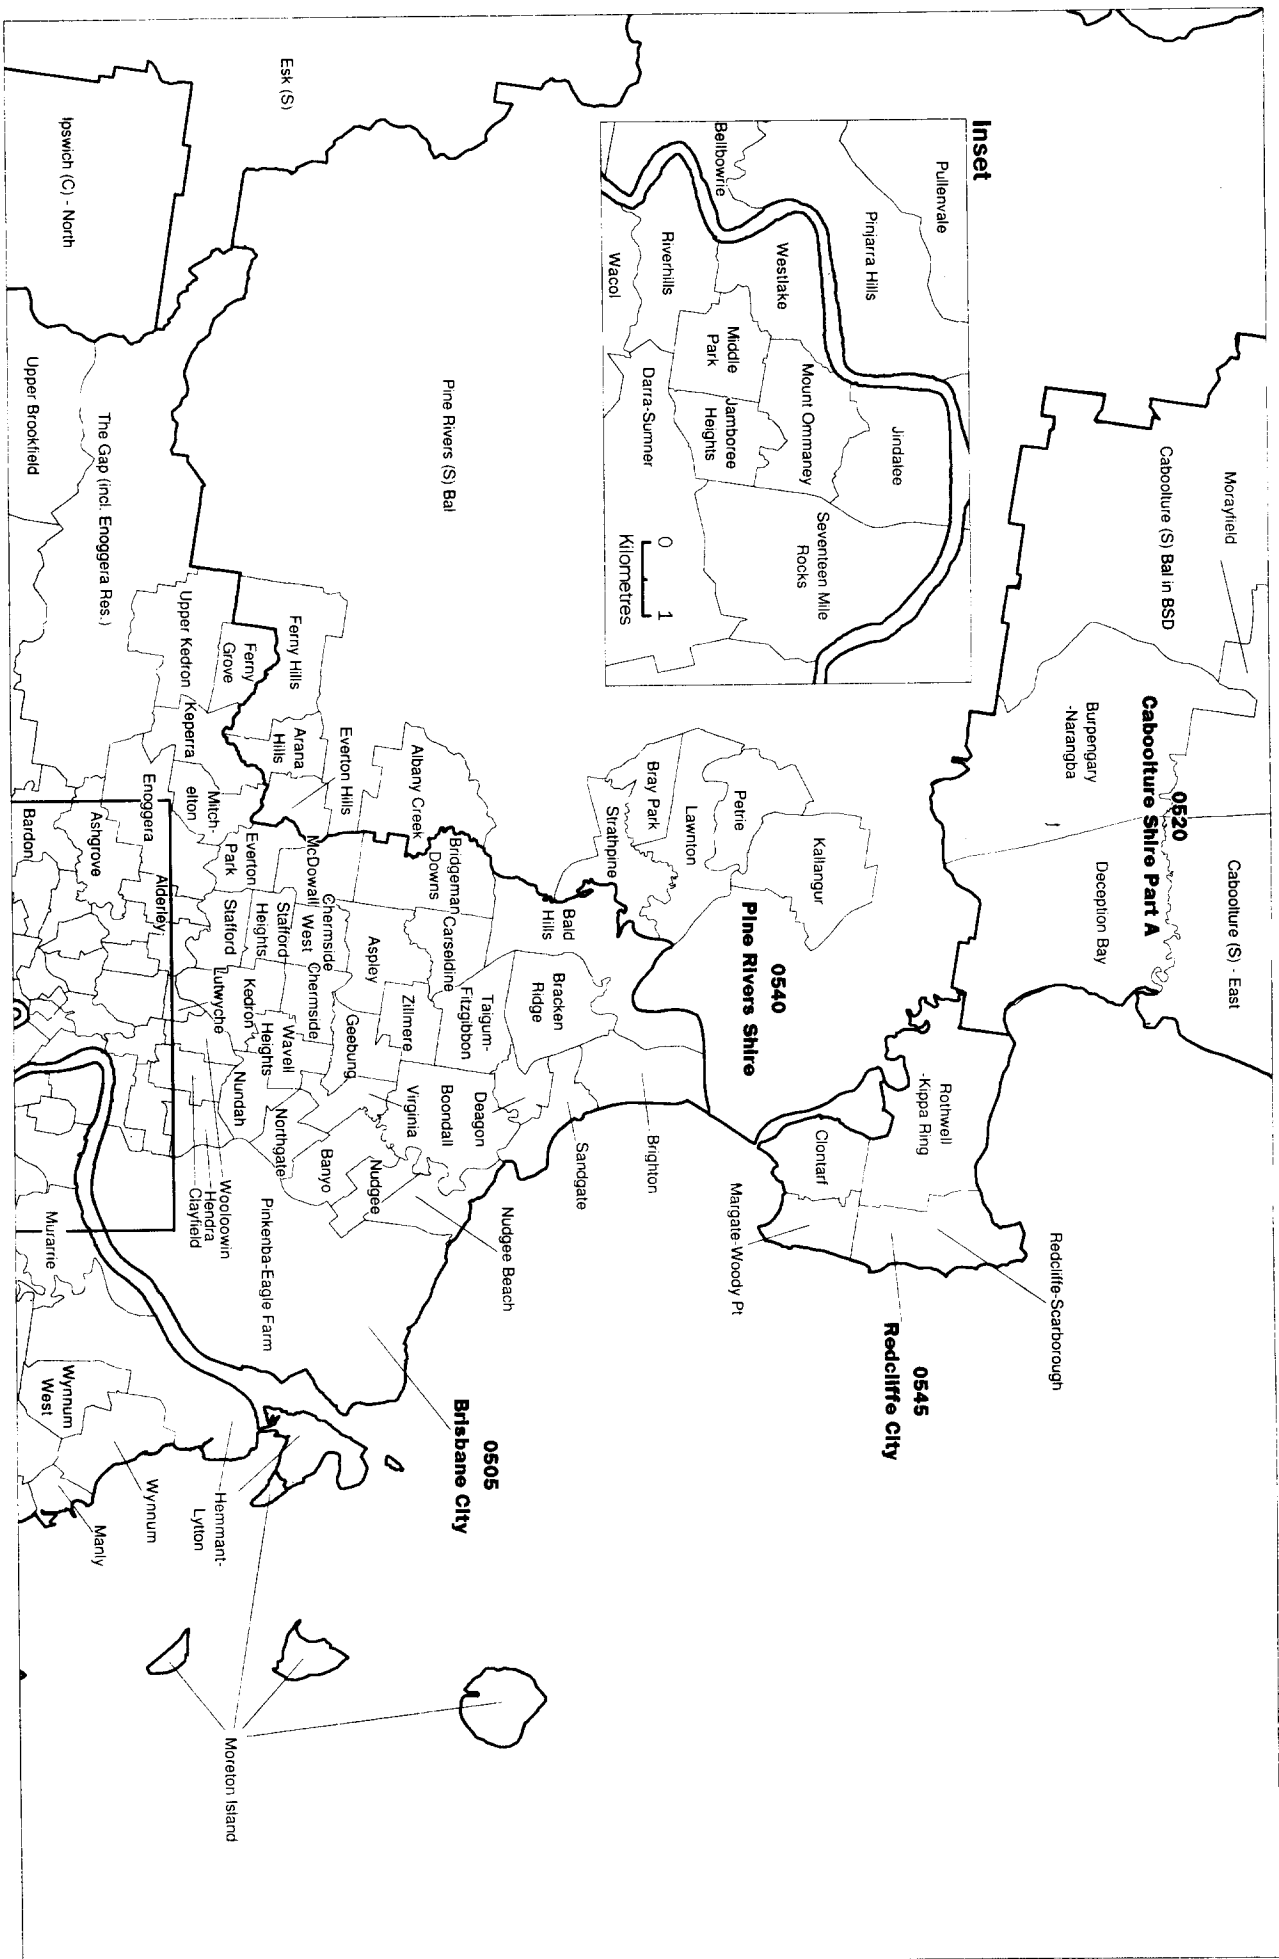 Morayfield
Caboolture (S) Bal in BSD
Caboolture (S) - East
0520
Caboolture Shire Part A
Burpengary
-Narangba
Deception Bay
Inset
Pullenvale
Pinjarra Hills
Bellbowrie
Westlake
Riverhills
Wacol
Middle
Park
Mount Ommaney
Jindalee
Jamboree
Heights
Darra-Sumner
Seventeen Mile
Rocks
0 1
Kilometres
Rothwell
-Kippa Ring
Redcliffe-Scarborough
Clontarf
Margate-Woody Pt
0545
Redcliffe City
Kallangur
Petrie
Lawnton
Bray Park
Strathpine
0540
Pine Rivers Shire
Esk (S)
Pine Rivers (S) Bal
Ipswich (C) - North
Bald
Hills
Bracken
Ridge
Brighton
Sandgate
Deagon
Taigum-
Fitzgibbon
Boondall
Nudgee Beach
Albany Creek
Bridgeman
Downs
Carseldine
Zillmere
Virginia
Aspley
Geebung
Nudgee
Banyo
Everton Hills
Arana
Hills
Ferny Hills
Ferny
Grove
McDowall
Chermside
West
Chermside
Stafford
Heights
Wavell
Heights
Northgate
Pinkenba-Eagle Farm
0505
Brisbane City
Upper Kedron
Keperra
Mitch-
elton
Everton
Park
Stafford
Kedron
Lutwyche
Nundah
Wooloowin
Hendra
Clayfield
The Gap (incl. Enoggera Res.)
Enoggera
Alderley
Ashgrove
Upper Brookfield
Bardon
Murarrie
Wynnum
West
Hemmant-
Lytton
Wynnum
Manly
Moreton Island